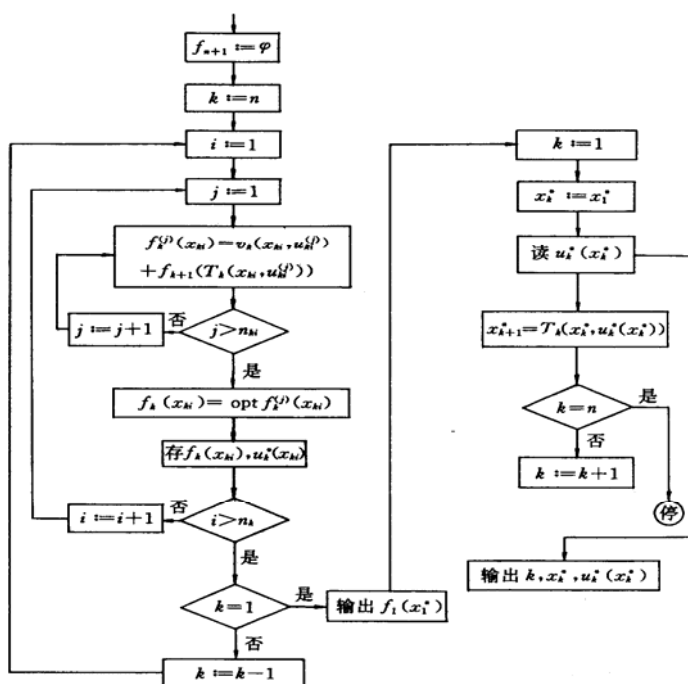 f_{n+1} := φ
k := n
i := 1
j := 1
f_k^{(j)}(x_{ki}) = v_k(x_{ki}, u_{ki}^{(j)})
+ f_{k+1}(T_k(x_{ki}, u_{ki}^{(j)}))
j := j+1
否
j > n_{ki}
是
f_k(x_{ki}) = opt f_k^{(j)}(x_{ki})
存 f_k(x_{ki}), u_k^*(x_{ki})
i := i+1
否
i > n_k
是
k = 1
是
输出 f_1(x_1^*)
否
k := k−1
k := 1
x_k^* := x_1^*
读 u_k^*(x_k^*)
x_{k+1}^* = T_k(x_k^*, u_k^*(x_k^*))
k = n
是
否
k := k+1
停
输出 k, x_k^*, u_k^*(x_k^*)